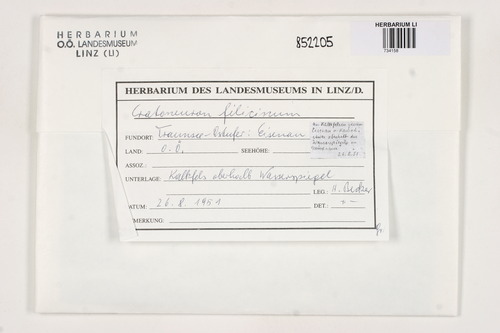 HERBARIUM
O.Ö. LANDESMUSEUM
LINZ (LI)
852205
HERBARIUM LI
734159
HERBARIUM DES LANDESMUSEUMS IN LINZ/D.
Cratoneuron filicinum
FUNDORT: Traunsee-Ostufer: Eisenau
LAND: O.Ö. SEEHÖHE:
ASSOZ.:
UNTERLAGE: Kalkfels oberhalb Wasserspiegel
LEG.: H. Becker
DATUM: 26.8.1951 DET.: -"-
BEMERKUNG: